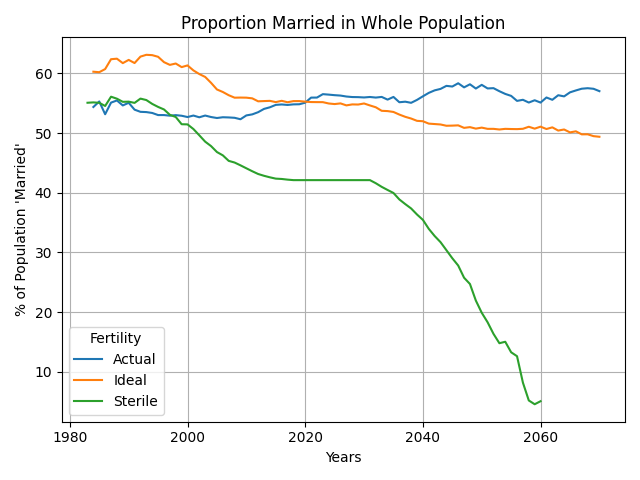 Proportion Married in Whole Population
% of Population 'Married'
60
50
40
30
20
10
Fertility
Actual
Ideal
Sterile
1980
2000
2020
2040
2060
Years